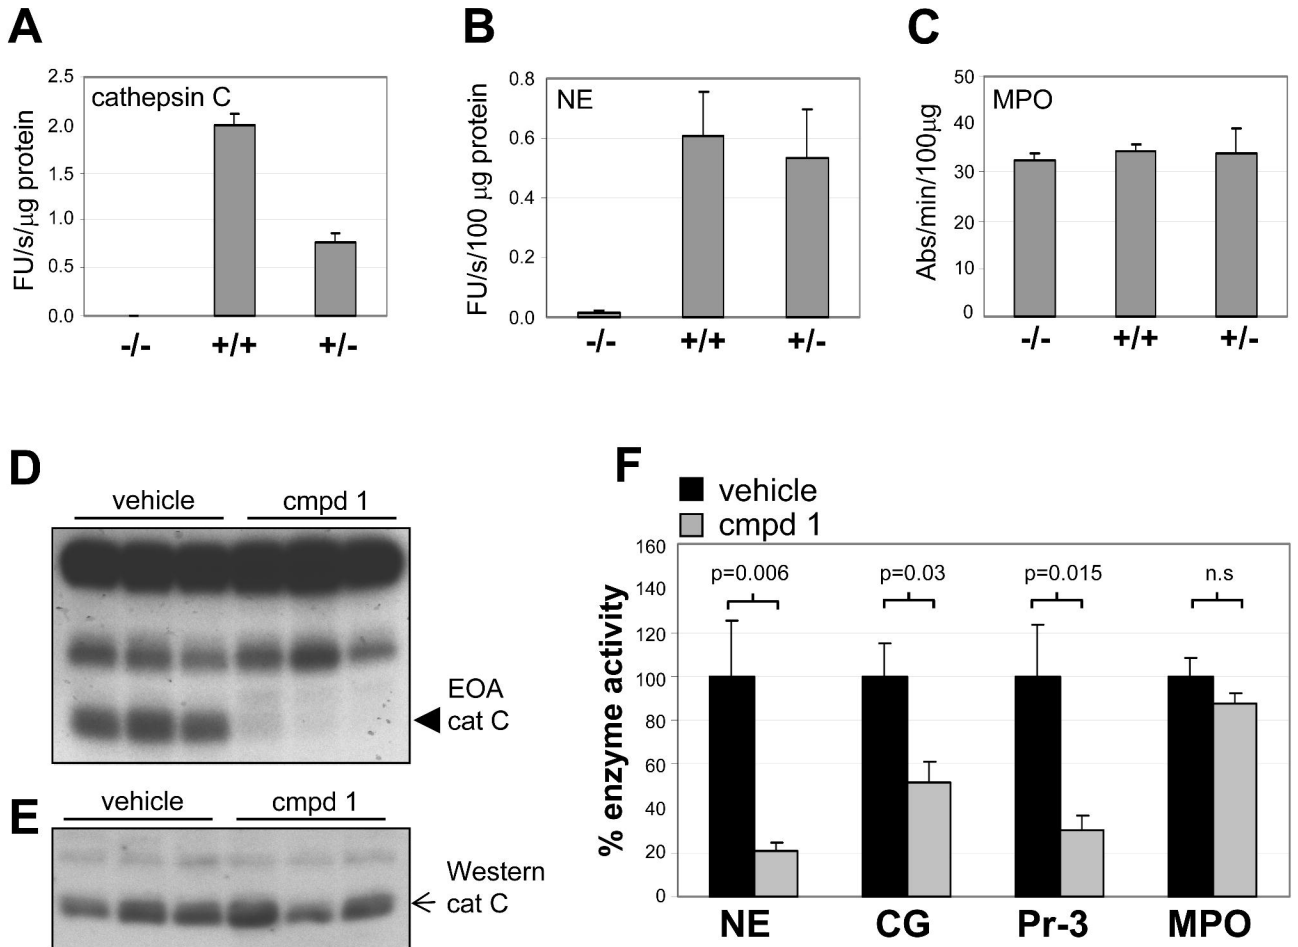 A
FU/s/µg protein
2.5
2.0
1.5
1.0
0.5
0.0
cathepsin C
-/-
+/+
+/-
B
FU/s/100 µg protein
0.8
0.6
0.4
0.2
0.0
NE
-/-
+/+
+/-
C
Abs/min/100µg
50
40
30
20
10
0
MPO
-/-
+/+
+/-
D
vehicle
cmpd 1
EOA
cat C
E
vehicle
cmpd 1
Western
cat C
F
vehicle
cmpd 1
% enzyme activity
160
140
120
100
80
60
40
20
0
p=0.006
p=0.03
p=0.015
n.s
NE
CG
Pr-3
MPO